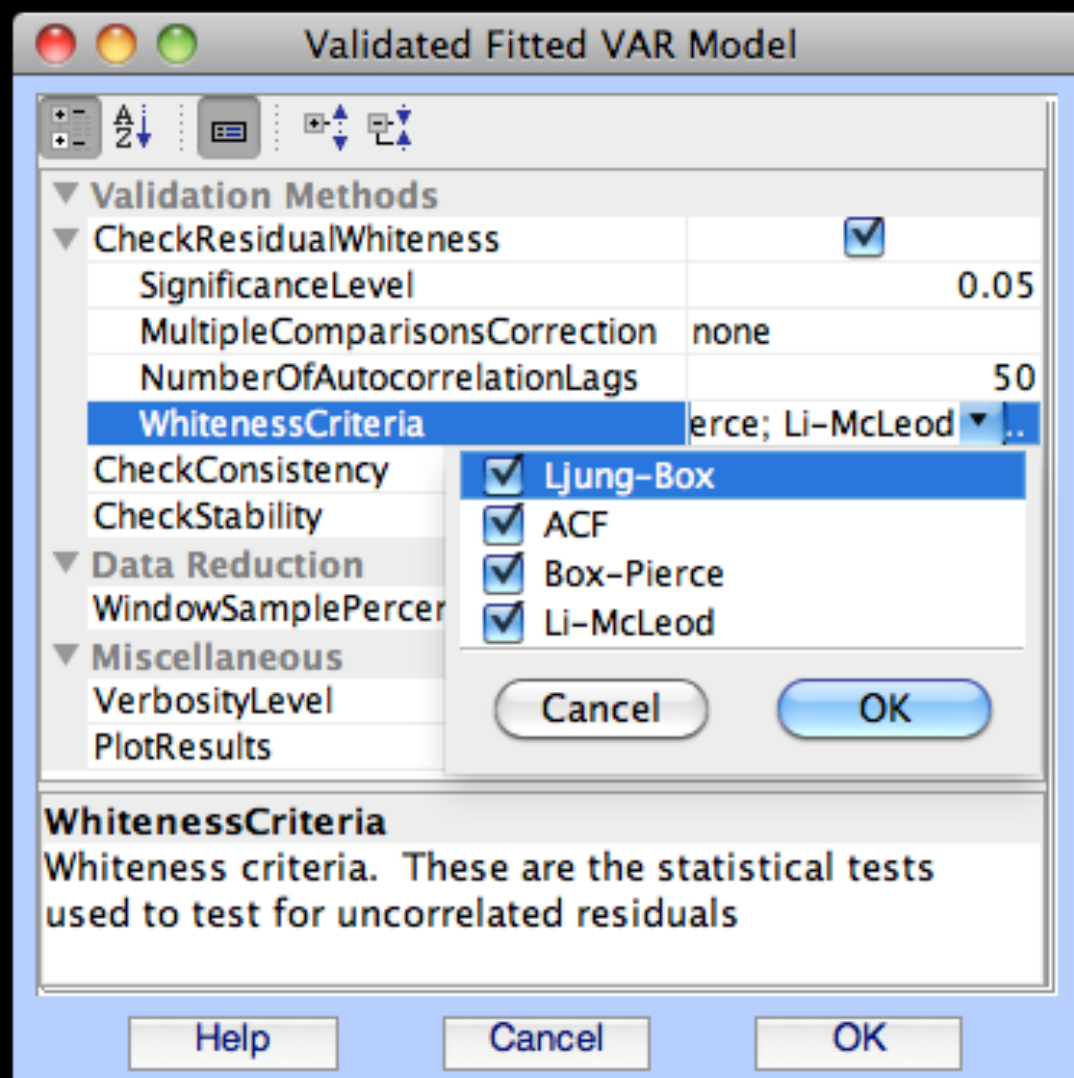 Validated Fitted VAR Model
Validation Methods
CheckResidualWhiteness
SignificanceLevel 0.05
MultipleComparisonsCorrection none
NumberOfAutocorrelationLags 50
WhitenessCriteria erce; Li-McLeod ..
CheckConsistency
Ljung-Box
CheckStability
ACF
Data Reduction
Box-Pierce
WindowSamplePercer
Li-McLeod
Miscellaneous
VerbosityLevel
Cancel OK
PlotResults
WhitenessCriteria
Whiteness criteria. These are the statistical tests
used to test for uncorrelated residuals
Help Cancel OK